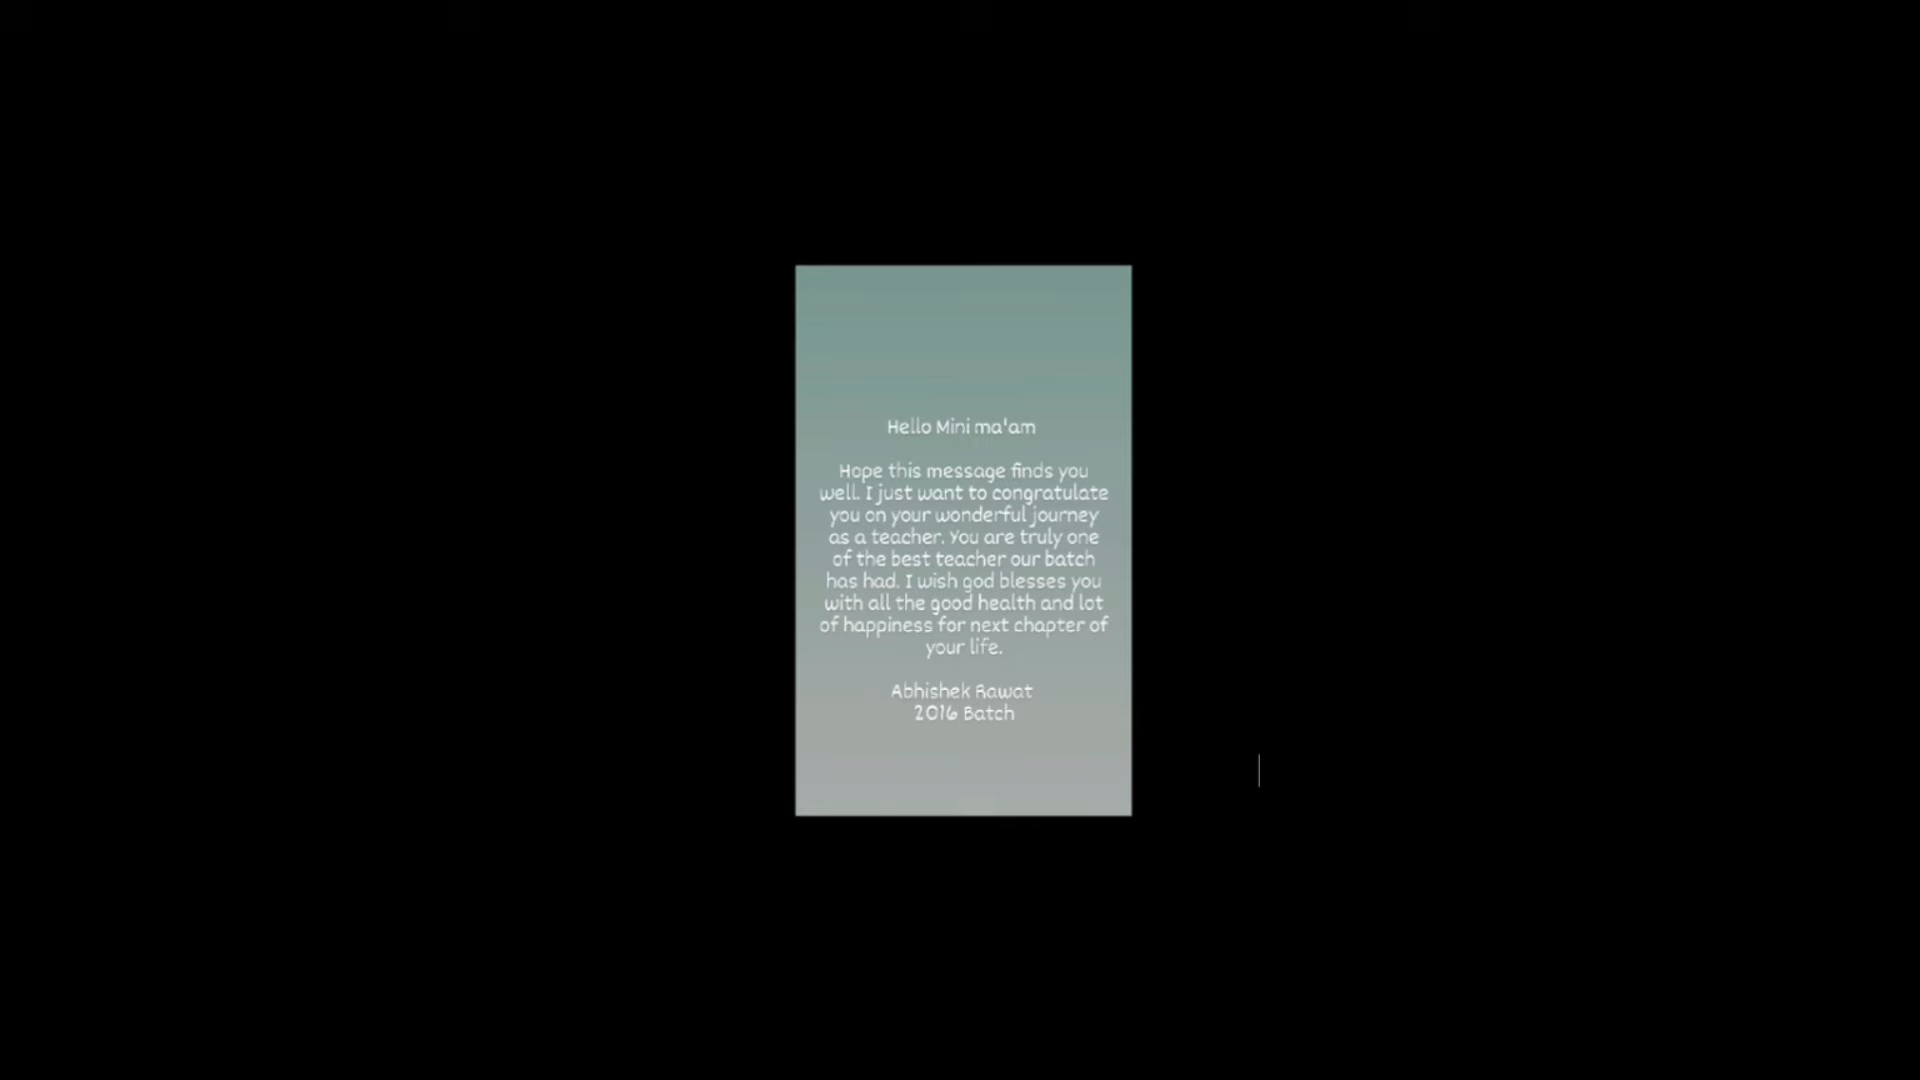 Hello Mini ma'am
Hope this message finds you
well. I just want to congratulate
you on your wonderful journey
as a teacher. You are truly one
of the best teacher our batch
has had. I wish god blesses you
with all the good health and lot
of happiness for next chapter of
your life.
Abhishek Rawat
2016 Batch